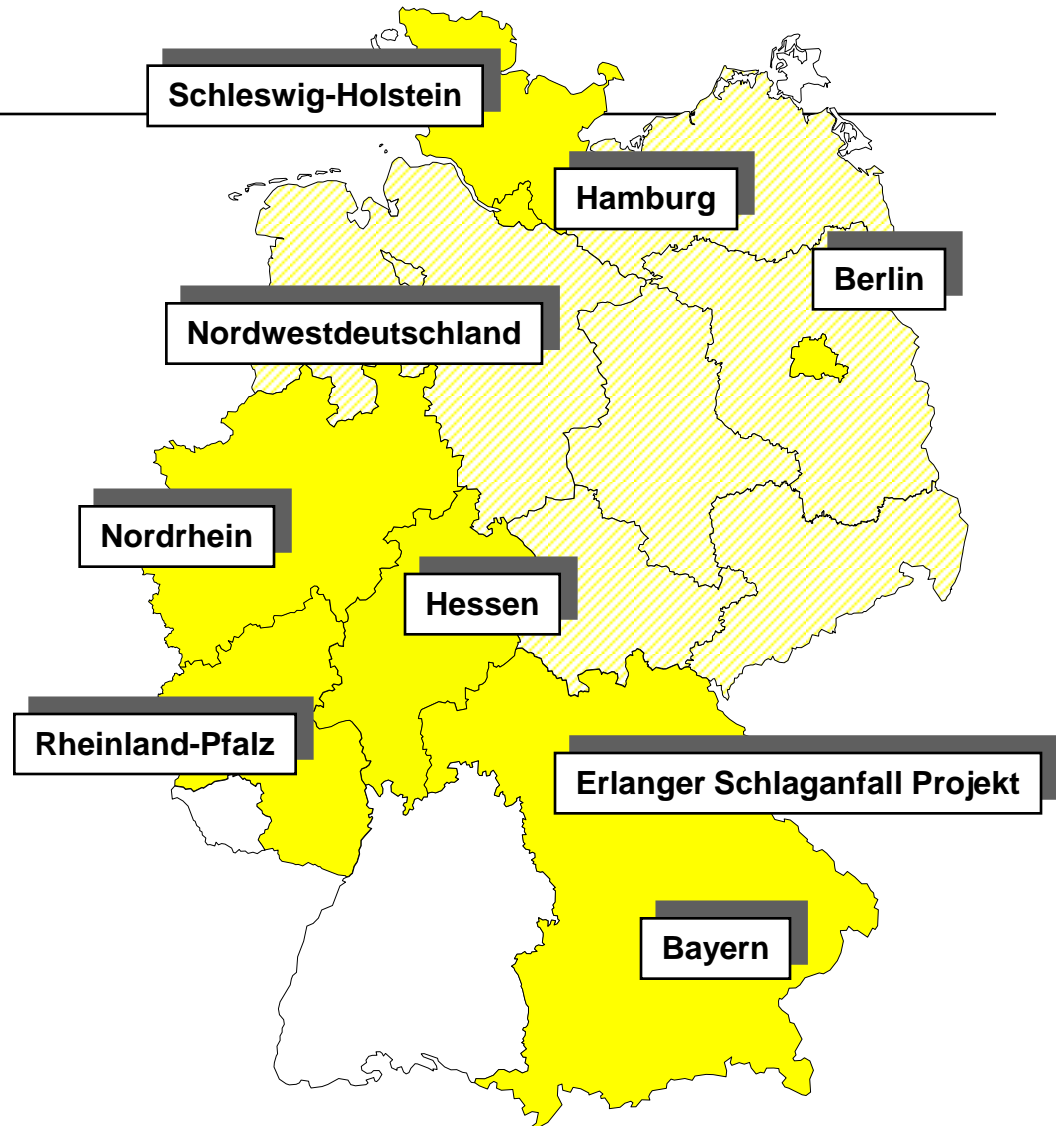 Schleswig-Holstein
Hamburg
Berlin
Nordwestdeutschland
Nordrhein
Hessen
Rheinland-Pfalz
Erlanger Schlaganfall Projekt
Bayern